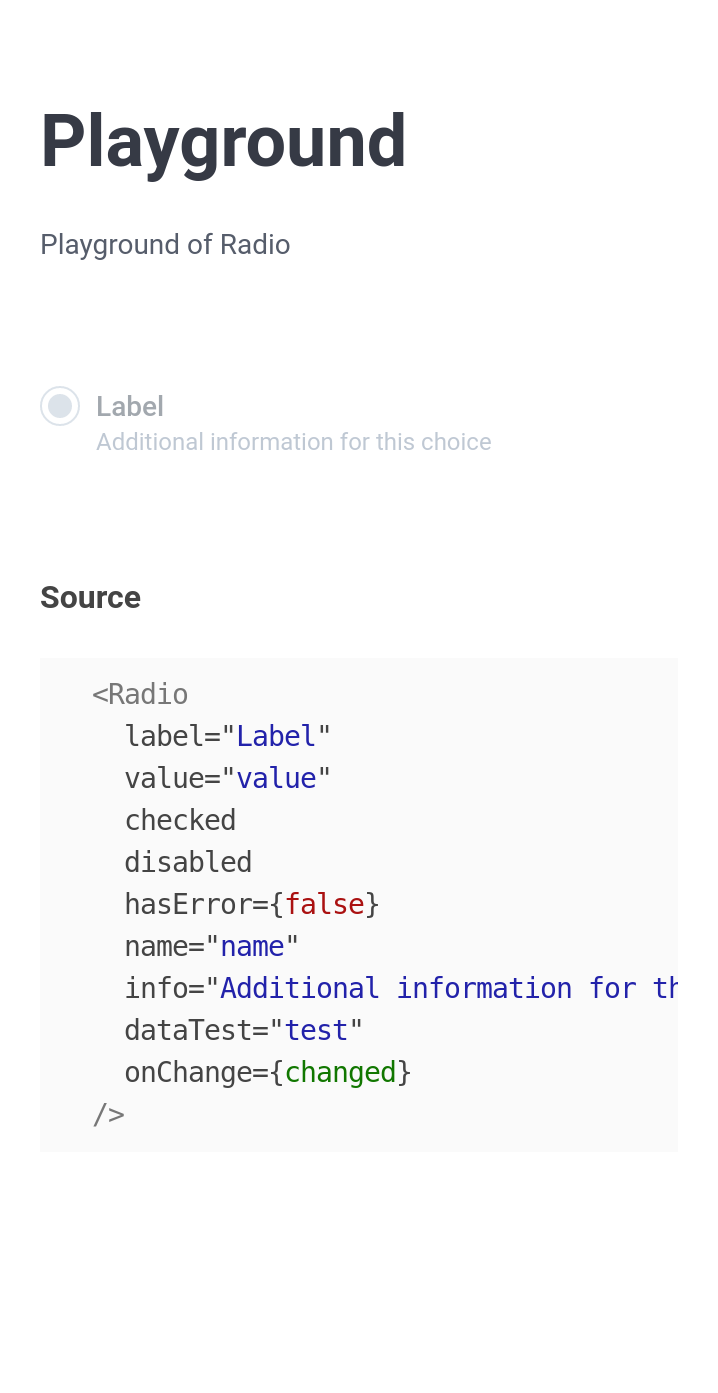 Playground
Playground of Radio
Label
Additional information for this choice
Source
<Radio
label="Label"
value="value"
checked
disabled
hasError={false}
name="name"
info="Additional information for th
dataTest="test"
onChange={changed}
/>